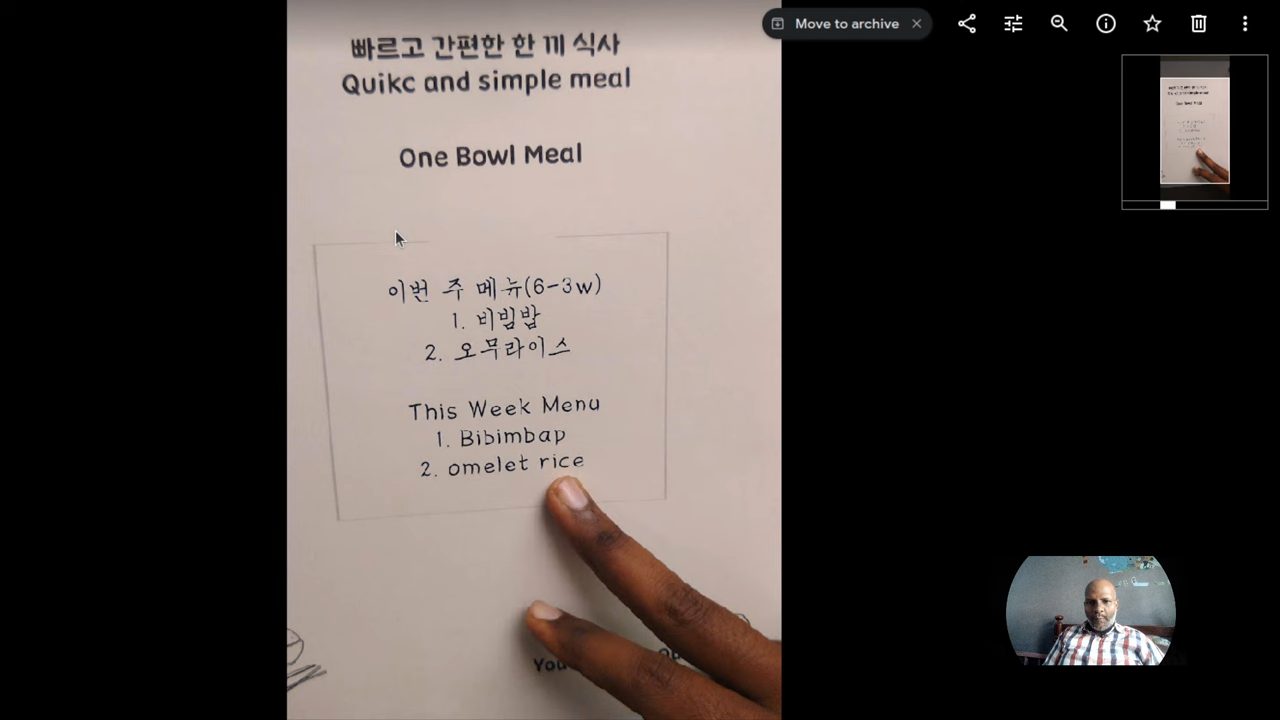 Move to archive
빠르고 간편한 한 끼 식사
Quikc and simple meal
One Bowl Meal
이번 주 메뉴(6-3w)
1. 비빔밥
2. 오무라이스
This Week Menu
1. Bibimbap
2. omelet rice